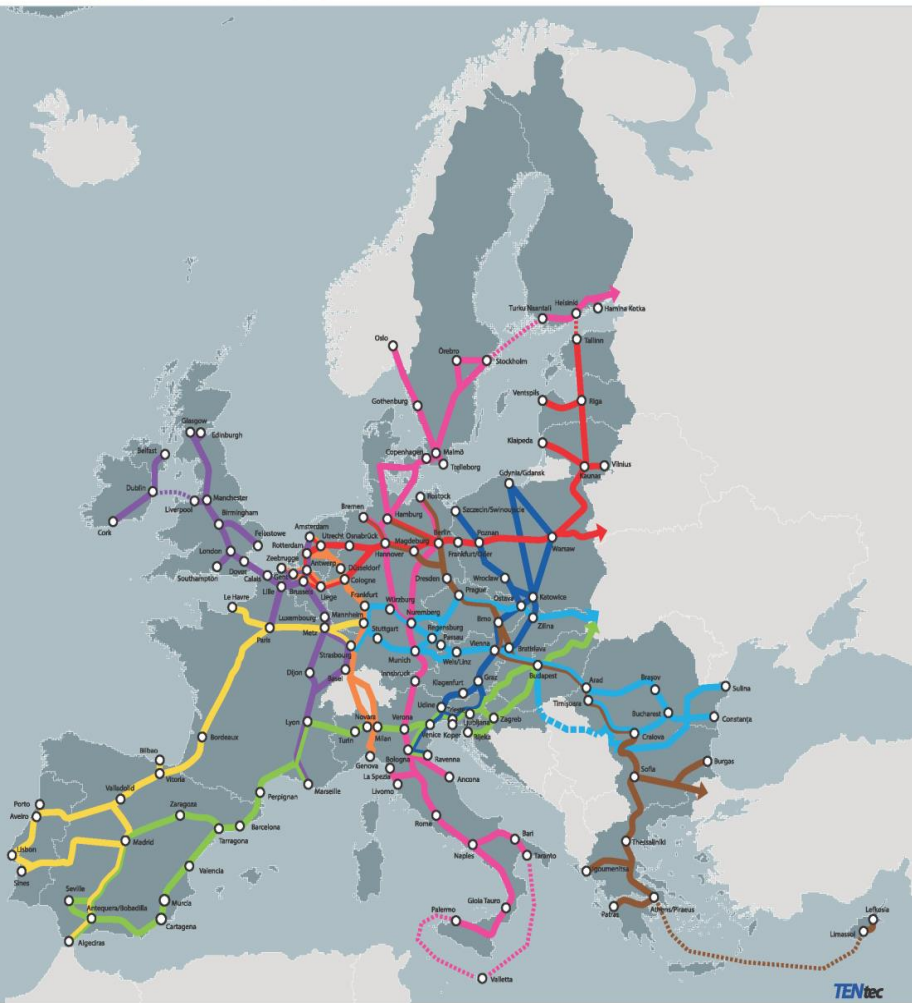 Turku Naantali
Helsinki
Hamina Kotka
Tallinn
Oslo
Örebro
Stockholm
Gothenburg
Ventspils
Riga
Klaipeda
Kaunas
Vilnius
Copenhagen
Malmö
Trelleborg
Glasgow
Edinburgh
Belfast
Dublin
Cork
Liverpool
Manchester
Birmingham
Felixstowe
London
Southampton
Dover
Calais
Gdynia/Gdansk
Rostock
Szczecin/Swinoujscie
Bremen
Hamburg
Amsterdam
Utrecht
Osnabrück
Rotterdam
Zeebrugge
Antwerp
Düsseldorf
Hannover
Magdeburg
Berlin
Frankfurt/Oder
Poznan
Warsaw
Gent
Cologne
Lille
Brussels
Liege
Dresden
Wroclaw
Katowice
Le Havre
Frankfurt
Würzburg
Prague
Ostrava
Luxembourg
Mannheim
Nuremberg
Brno
Zilina
Paris
Metz
Stuttgart
Regensburg
Passau
Strasbourg
Vienna
Bratislava
Munich
Wels/Linz
Dijon
Basel
Innsbruck
Graz
Budapest
Klagenfurt
Arad
Brașov
Sulina
Timișoara
Bucharest
Constanța
Craiova
Lyon
Novara
Verona
Udine
Ljubljana
Zagreb
Turin
Milan
Venice
Koper
Rijeka
Bordeaux
Genova
Bologna
Ravenna
Sofia
Burgas
La Spezia
Livorno
Ancona
Bilbao
Vitoria
Marseille
Porto
Aveiro
Valladolid
Zaragoza
Perpignan
Barcelona
Tarragona
Rome
Bari
Taranto
Naples
Lisbon
Sines
Madrid
Valencia
Thessaliniki
Igoumenitsa
Seville
Antequera/Bobadilla
Murcia
Cartagena
Algeciras
Palermo
Gioia Tauro
Patras
Athens/Piraeus
Lefkosia
Limassol
Valletta
TENtec